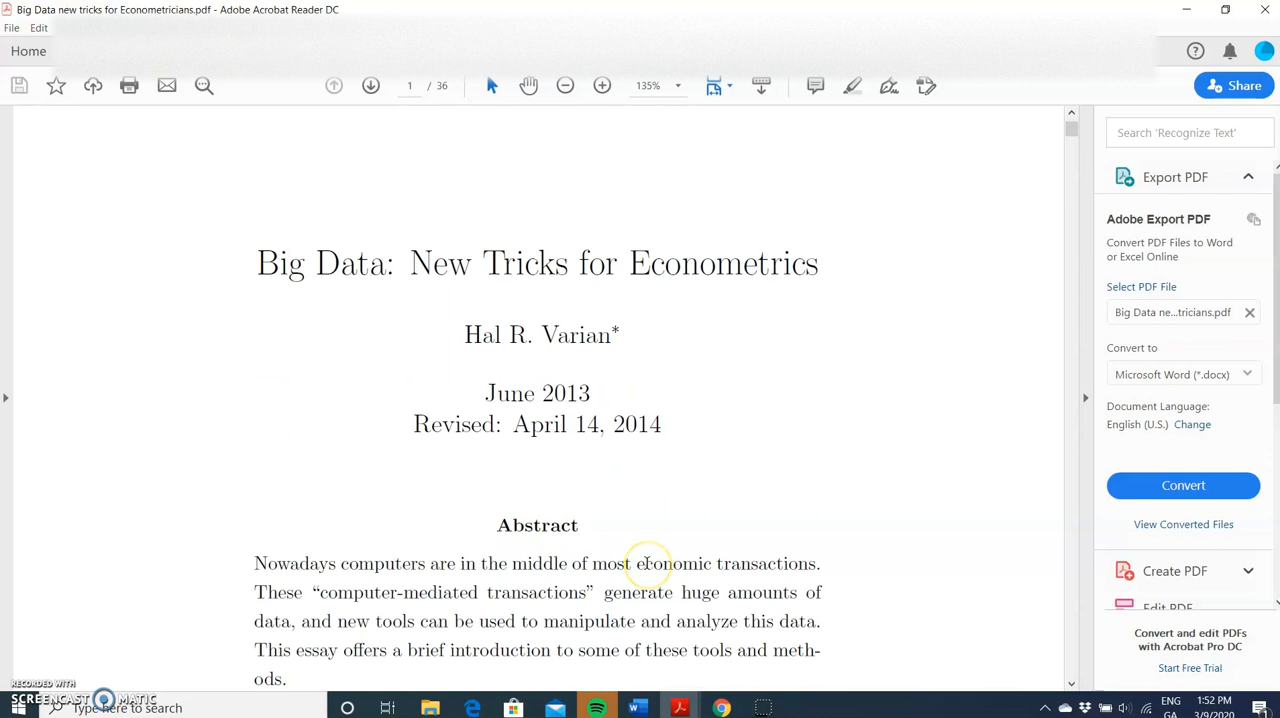 Big Data new tricks for Econometricians.pdf - Adobe Acrobat Reader DC
File Edit
Home
1 / 36
135%
Share
Search 'Recognize Text'
Export PDF
Adobe Export PDF
Convert PDF Files to Word
or Excel Online
Select PDF File
Big Data ne...tricians.pdf
Convert to
Microsoft Word (*.docx)
Document Language:
English (U.S.) Change
Convert
View Converted Files
Create PDF
Edit PDF
Convert and edit PDFs
with Acrobat Pro DC
Start Free Trial
Big Data: New Tricks for Econometrics
Hal R. Varian*
June 2013
Revised: April 14, 2014
Abstract
Nowadays computers are in the middle of most economic transactions.
These “computer-mediated transactions” generate huge amounts of
data, and new tools can be used to manipulate and analyze this data.
This essay offers a brief introduction to some of these tools and meth-
ods.
RECORDED WITH
SCREENCAST MATIC
Type here to search
ENG
GA
1:52 PM
3/9/2020
1